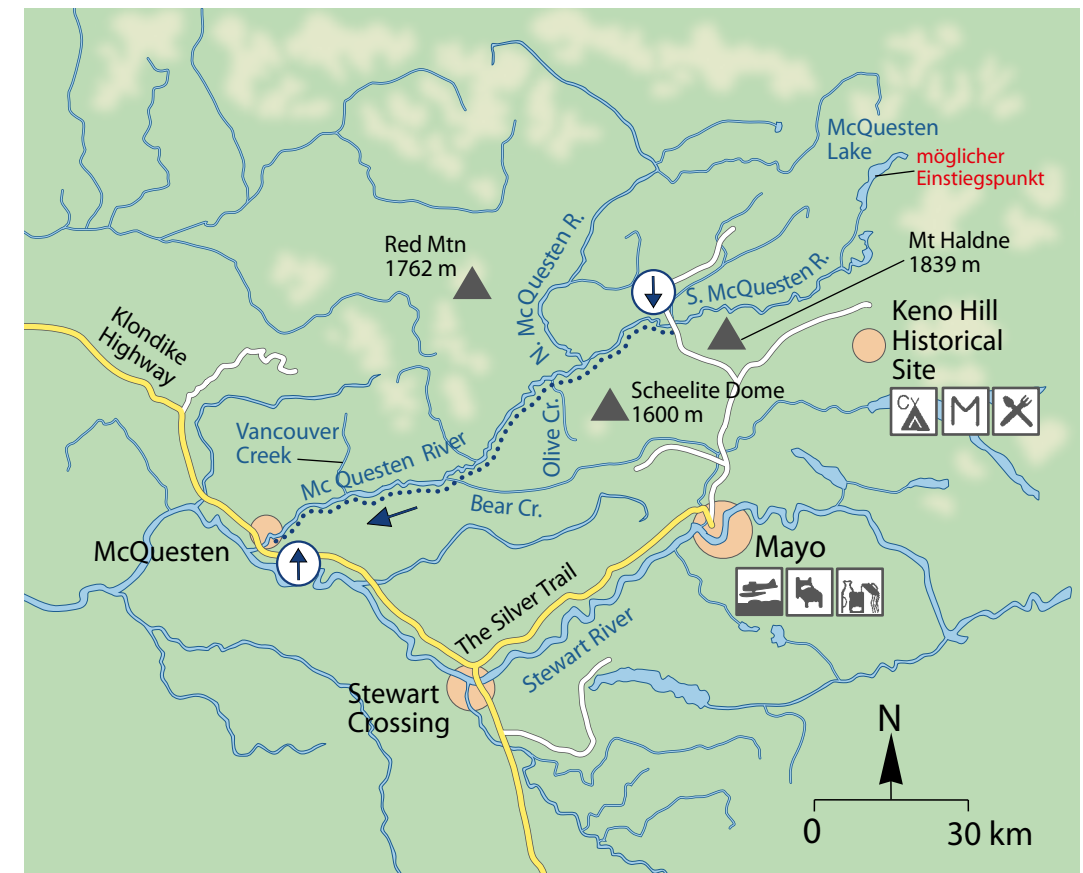 McQuesten
Lake
möglicher
Einstiegspunkt
Red Mtn
1762 m
N. McQuesten R.
S. McQuesten R.
Mt Haldne
1839 m
Klondike
Highway
Keno Hill
Historical
Site
Scheelite Dome
1600 m
Cy
Vancouver
Creek
Mc Questen River
Olive Cr.
Bear Cr.
McQuesten
Mayo
The Silver Trail
Stewart River
Stewart
Crossing
N
0
30 km